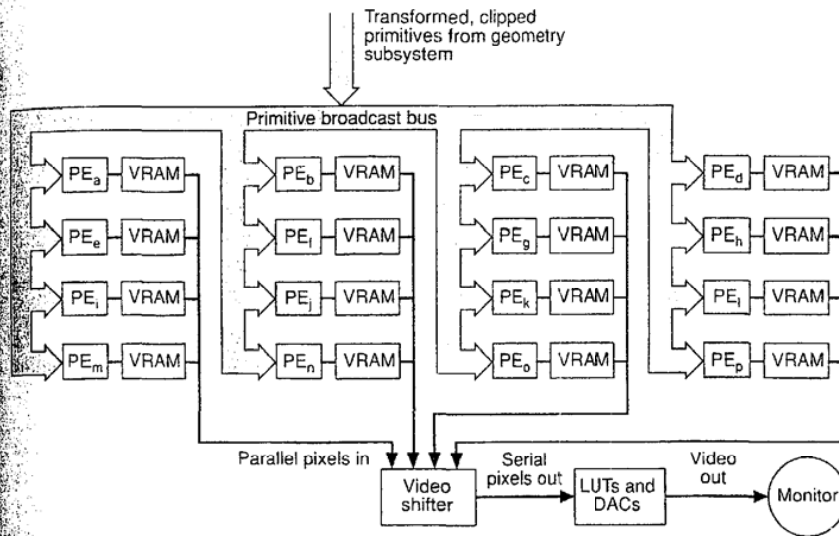 Transformed, clipped
primitives from geometry
subsystem
Primitive broadcast bus
PEa VRAM PEb VRAM PEc VRAM PEd VRAM
PEe VRAM PEf VRAM PEg VRAM PEh VRAM
PEi VRAM PEj VRAM PEk VRAM PEl VRAM
PEm VRAM PEn VRAM PEo VRAM PEp VRAM
Parallel pixels in
Video
shifter
Serial
pixels out
LUTs and
DACs
Video
out
Monitor